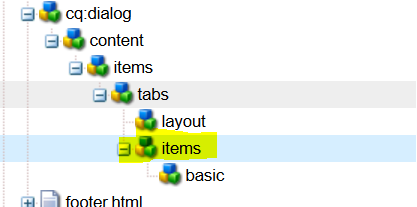 cq:dialog
content
items
tabs
layout
items
basic
footer.html